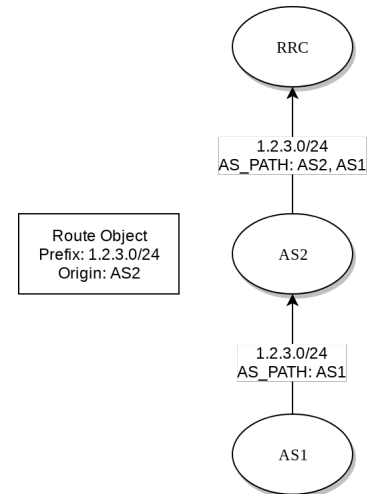 RRC
1.2.3.0/24
AS_PATH: AS2, AS1
Route Object
Prefix: 1.2.3.0/24
Origin: AS2
AS2
1.2.3.0/24
AS_PATH: AS1
AS1